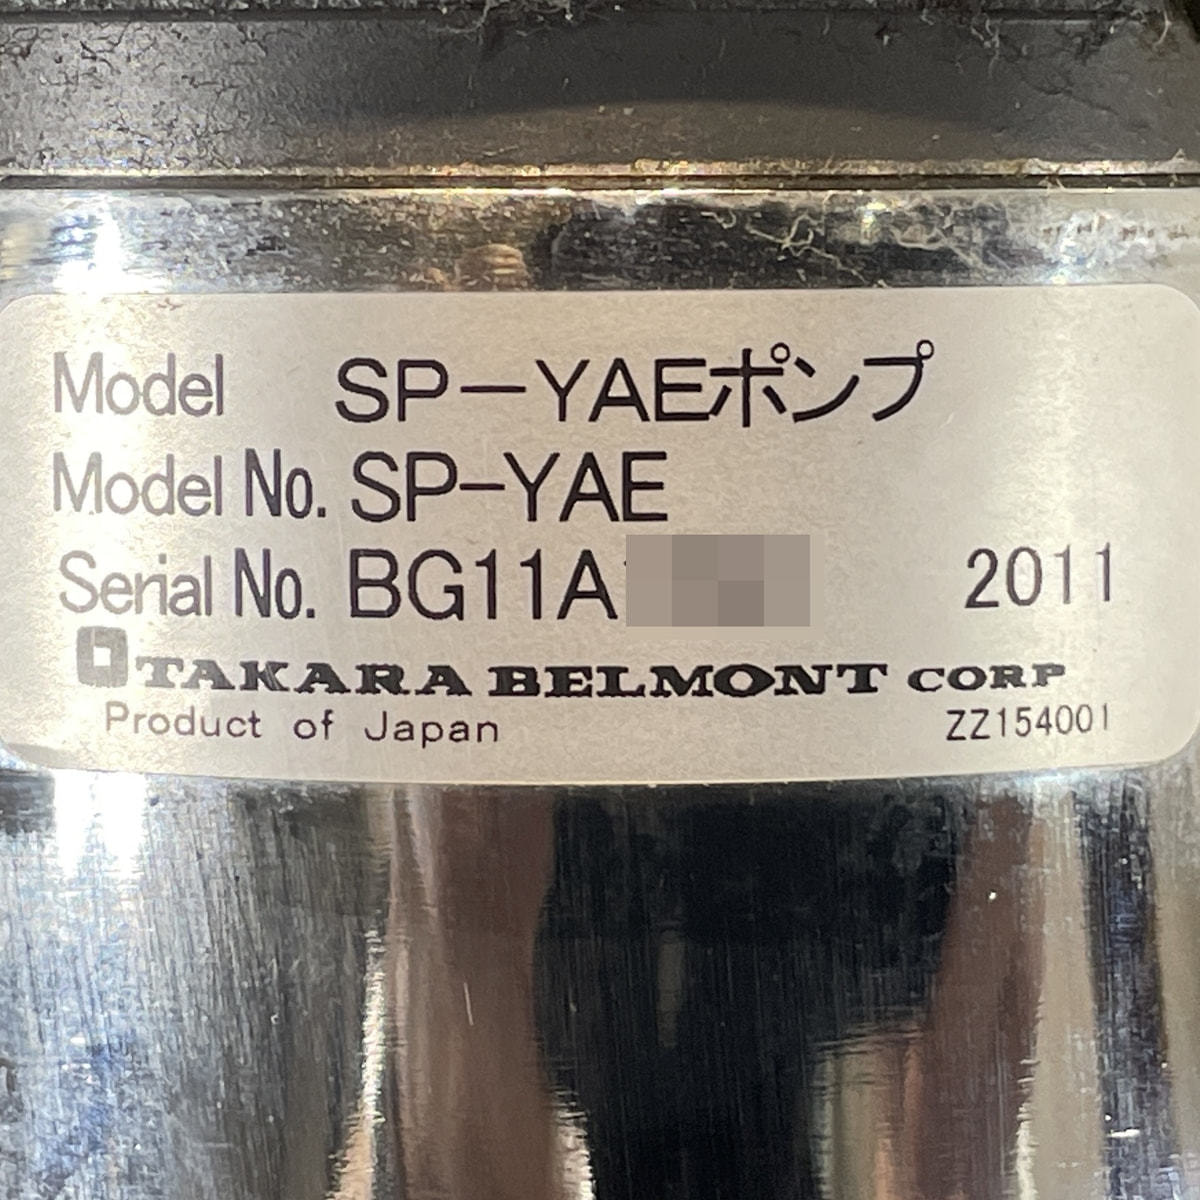 Model SP-YAEポンプ
Model No. SP-YAE
Serial No. BG11A 2011
TAKARA BELMONT CORP
Product of Japan ZZ154001